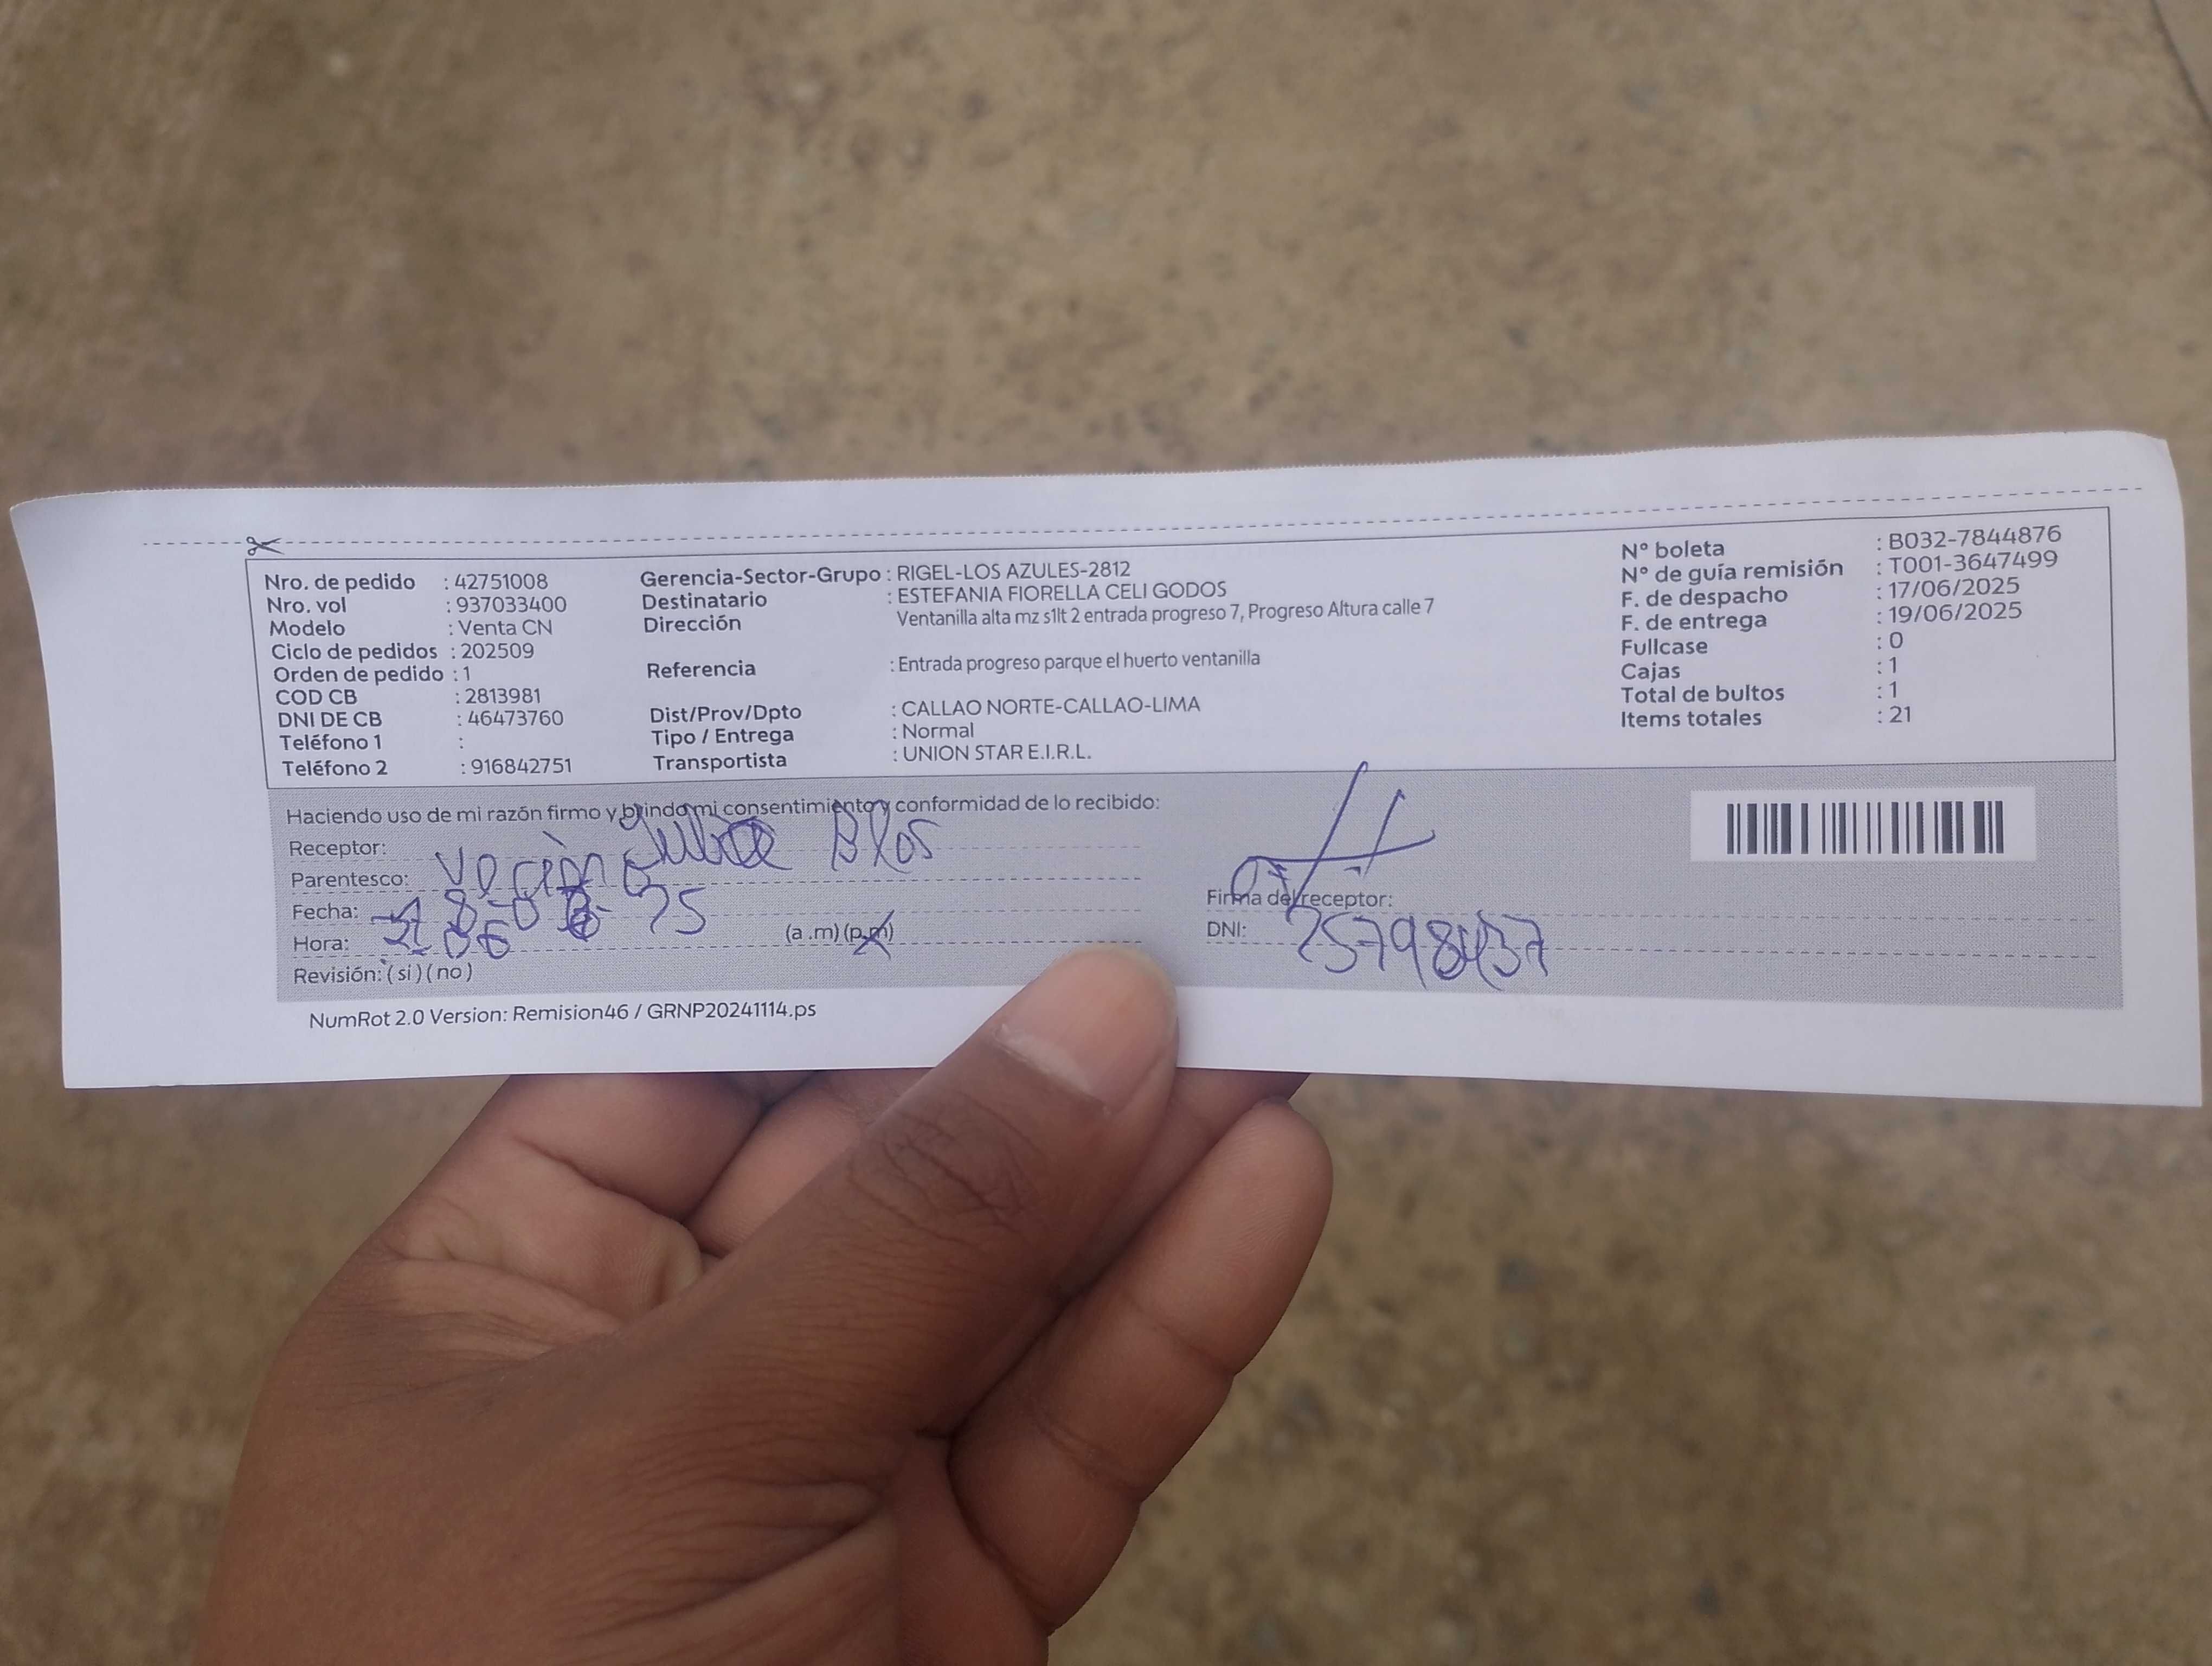 Nro. de pedido : 42751008
Nro. vol : 937033400
Modelo : Venta CN
Ciclo de pedidos : 202509
Orden de pedido : 1
COD CB : 2813981
DNI DE CB : 46473760
Teléfono 1 :
Teléfono 2 : 916842751
Gerencia-Sector-Grupo : RIGEL-LOS AZULES-2812
Destinatario : ESTEFANIA FIORELLA CELI GODOS
Dirección Ventanilla alta mz s1lt 2 entrada progreso 7, Progreso Altura calle 7
Referencia : Entrada progreso parque el huerto ventanilla
Dist/Prov/Dpto : CALLAO NORTE-CALLAO-LIMA
Tipo / Entrega : Normal
Transportista : UNION STAR E.I.R.L.
N° boleta : B032-7844876
N° de guía remisión : T001-3647499
F. de despacho : 17/06/2025
F. de entrega : 19/06/2025
Fullcase : 0
Cajas : 1
Total de bultos : 1
Items totales : 21
Haciendo uso de mi razón firmo y brindo mi consentimiento y conformidad de lo recibido:
Receptor: Blos
Parentesco:
Fecha:
Hora: (a .m) (p.m)
Revisión: (si) (no)
Firma del receptor:
DNI: 25798437
NumRot 2.0 Version: Remision46 / GRNP20241114.ps